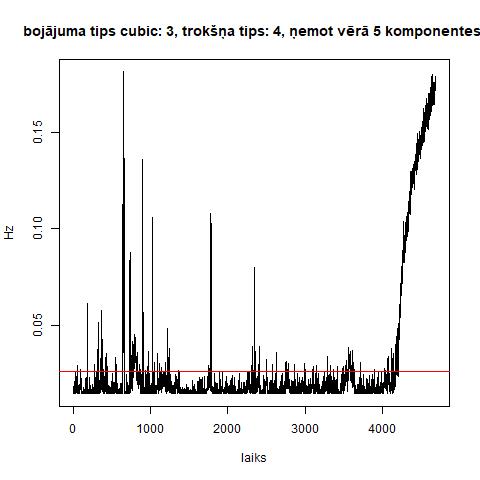 bojājuma tips cubic: 3, trokšņa tips: 4, ņemot vērā 5 komponentes
Hz
0.15
0.10
0.05
0 1000 2000 3000 4000
laiks